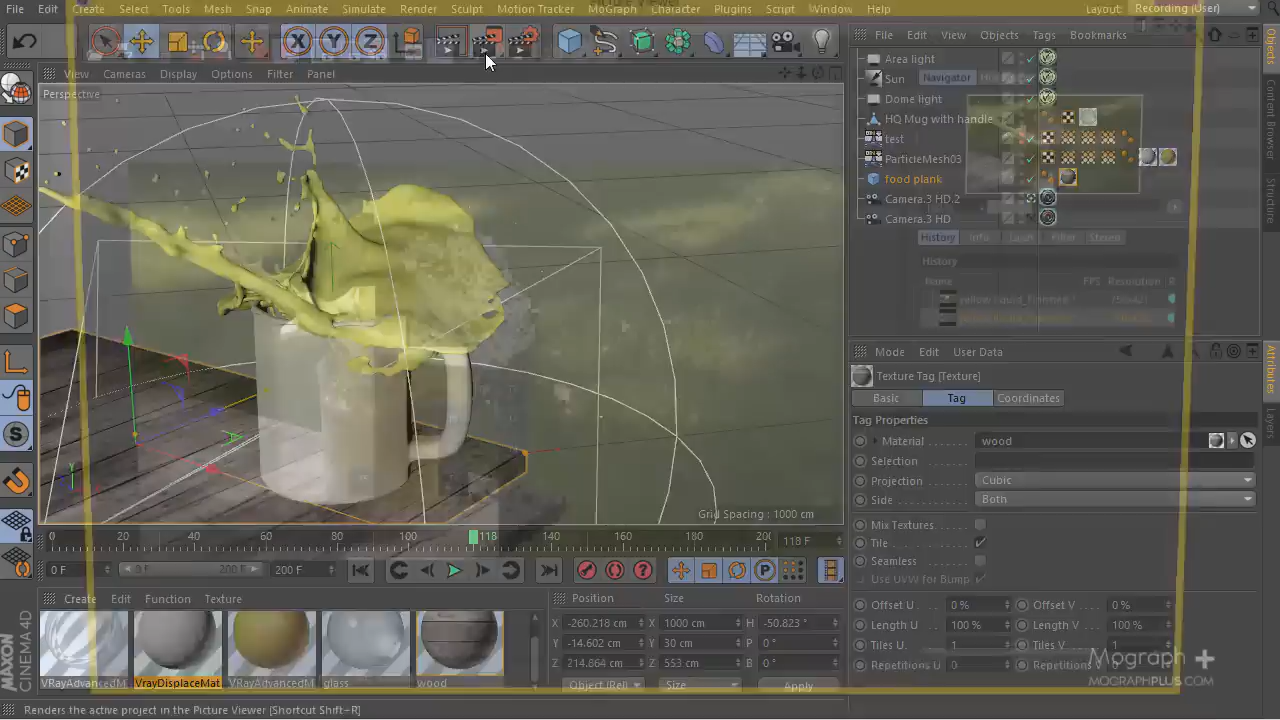 File Edit Create Select Tools Mesh Snap Animate Simulate Render Sculpt Motion Tracker MoGraph Character Plugins Script Window Help Layout: Recording (User)
Picture Viewer
File Edit View Objects Tags Bookmarks
View Cameras Display Options Filter Panel
Perspective
Area light
Sun
Navigator
Dome light
HQ Mug with handle
test
ParticleMesh03
food plank
Camera.3 HD.2
Camera.3 HD
History Info Layer Filter Stereo
History
Name FPS Resolution R
Objects
Content Browser
Attributes
Layers
Mode Edit User Data
Texture Tag [Texture]
Basic Tag Coordinates
Tag Properties
Material wood
Selection
Projection Cubic
Side Both
Mix Textures
Tile
Seamless
Use UVW for Bump
Offset U 0 % Offset V 0 %
Length U 100 % Length V 100 %
Tiles U 1 Tiles V
Repetitions U 0 Repetitions V
Grid Spacing : 1000 cm
0 20 40 60 80 100 118 140 160 180 200 118 F
0 F 0 F 200 F 200 F
Create Edit Function Texture
VRayAdvancedM VrayDisplaceMat VRayAdvancedM glass wood
Position Size Rotation
X -260.218 cm X 1000 cm H -50.823 °
Y -14.602 cm Y 30 cm P 0 °
Z 214.864 cm Z 553 cm B 0 °
Object (Rel) Size Apply
MAXON
CINEMA 4D
Mograph +
MOGRAPHPLUS.COM
Renders the active project in the Picture Viewer [Shortcut Shift-R]